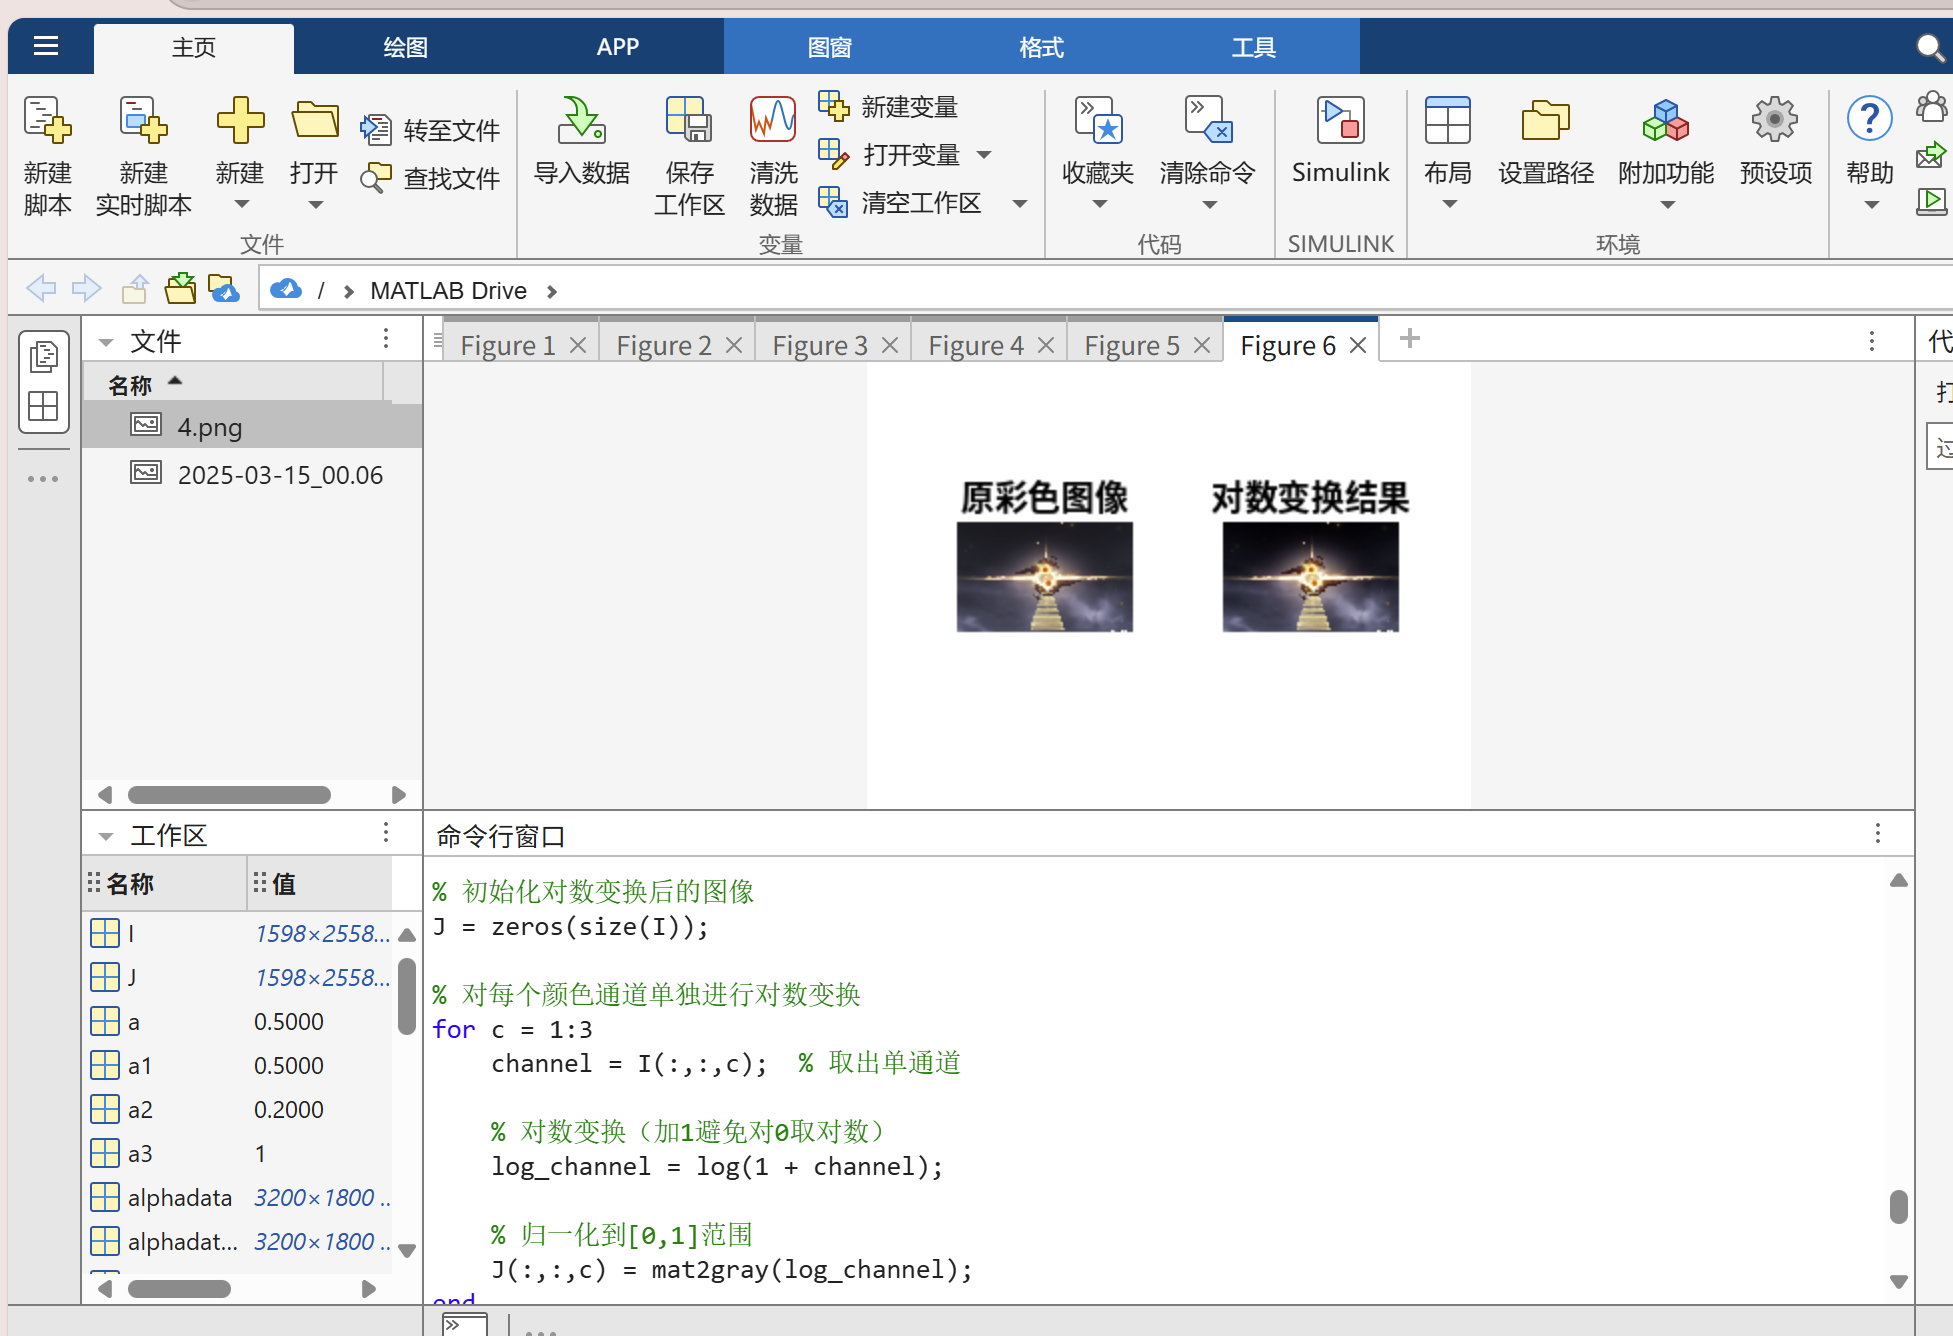 主页
绘图
APP
图窗
格式
工具
新建
脚本
新建
实时脚本
新建
打开
转至文件
查找文件
文件
导入数据
保存
工作区
清洗
数据
新建变量
打开变量
清空工作区
变量
收藏夹
清除命令
代码
Simulink
SIMULINK
布局
设置路径
附加功能
预设项
环境
帮助
/ › MATLAB Drive ›
文件
名称
4.png
2025-03-15_00.06
Figure 1
Figure 2
Figure 3
Figure 4
Figure 5
Figure 6
原彩色图像
对数变换结果
代
打
过
工作区
名称 值
I 1598×2558...
J 1598×2558...
a 0.5000
a1 0.5000
a2 0.2000
a3 1
alphadata 3200×1800 ..
alphadat... 3200×1800 ..
命令行窗口
% 初始化对数变换后的图像
J = zeros(size(I));
% 对每个颜色通道单独进行对数变换
for c = 1:3
channel = I(:,:,c); % 取出单通道
% 对数变换（加1避免对0取对数）
log_channel = log(1 + channel);
% 归一化到[0,1]范围
J(:,:,c) = mat2gray(log_channel);
end